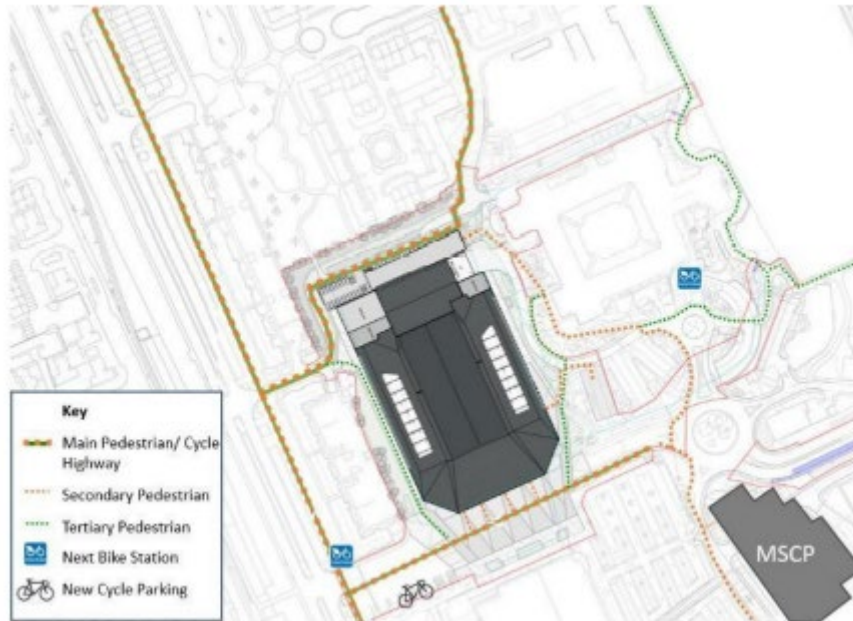 Key
Main Pedestrian/ Cycle
Highway
Secondary Pedestrian
Tertiary Pedestrian
Next Bike Station
New Cycle Parking
MSCP